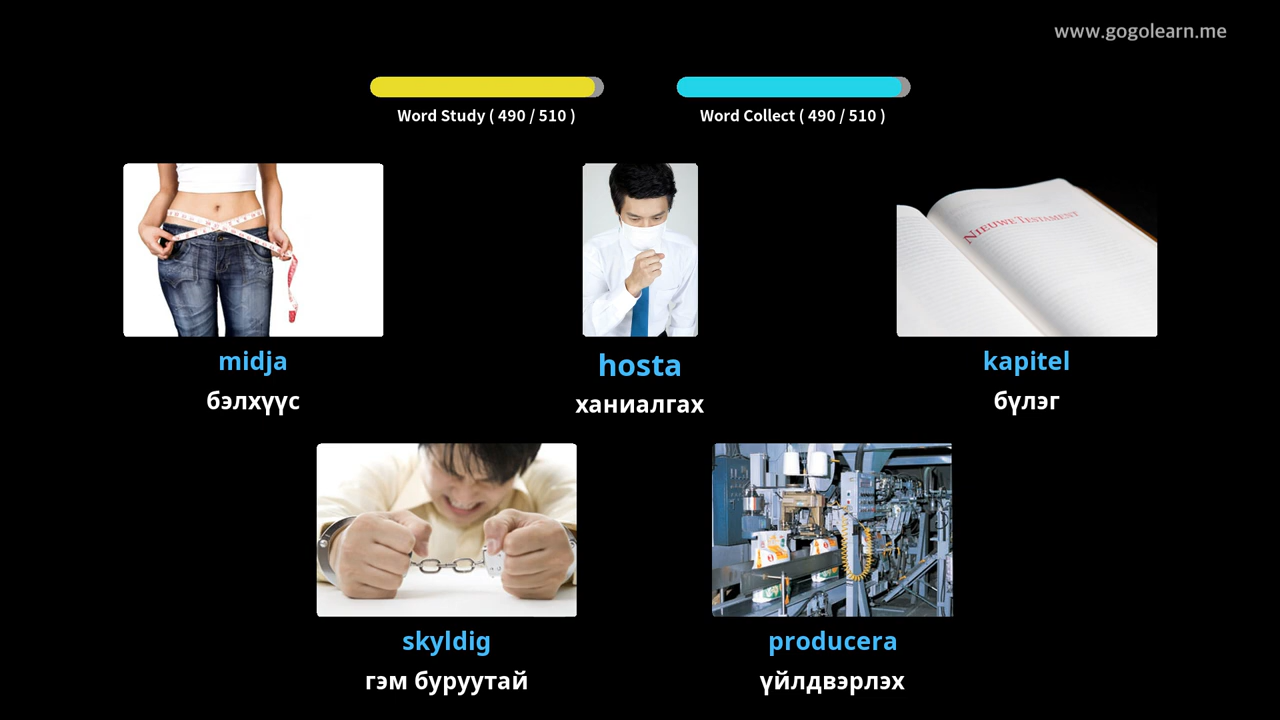 www.gogolearn.me
Word Study ( 490 / 510 )
Word Collect ( 490 / 510 )
NIEUWE TESTAMENT
midja
hosta
kapitel
бэлхүүс
ханиалгах
бүлэг
skyldig
producera
гэм буруутай
үйлдвэрлэх